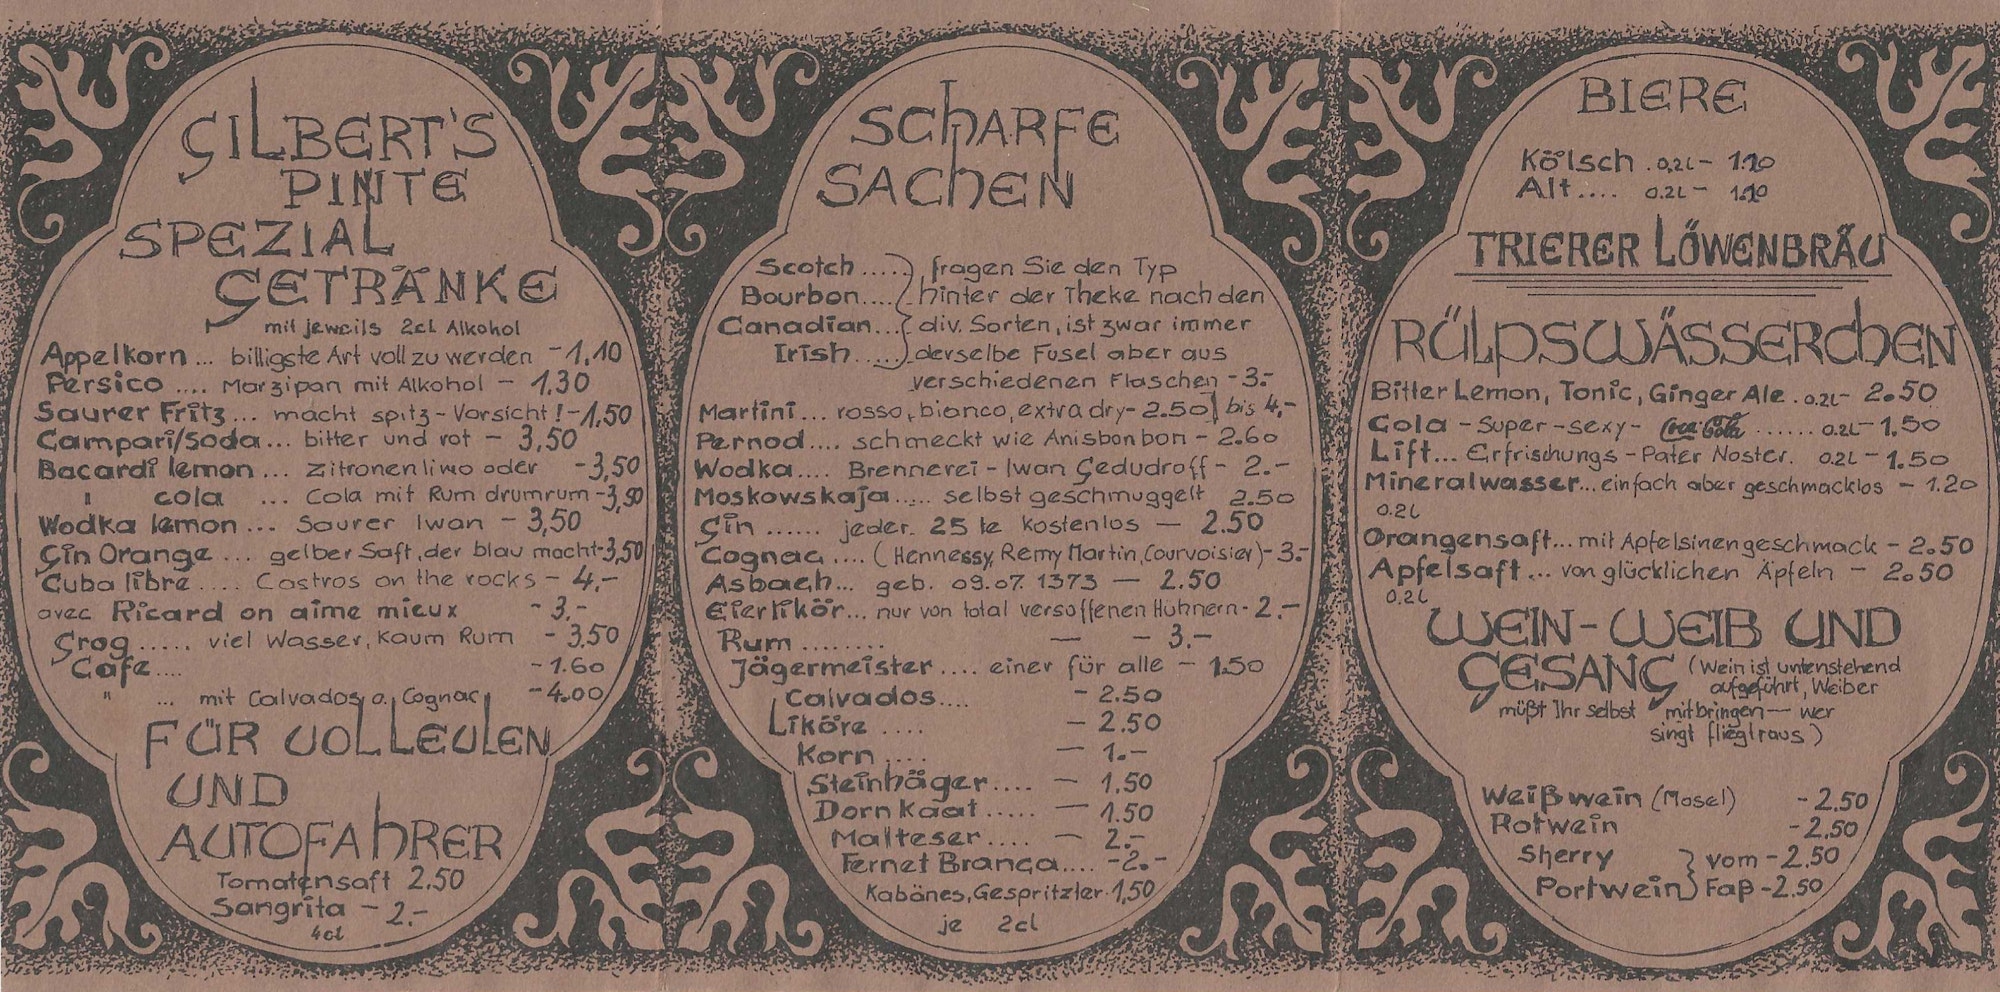 GILBERT'S
PINTE
SPEZIAL
GETRÄNKE
mit jeweils 2cl Alkohol
Appelkorn ... billigste Art voll zu werden - 1.10
Persico .... Marzipan mit Alkohol - 1,30
Saurer Fritz ... macht spitz - Vorsicht! - 1,50
Campari/Soda ... bitter und rot - 3,50
Bacardi lemon ... Zitronenlimo oder - 3,50
" cola ... Cola mit Rum drumrum - 3,50
Wodka lemon ... Saurer Iwan - 3,50
Gin Orange ... gelber Saft, der blau macht - 3,50
Cuba libre .... Castros on the rocks - 4.-
avec Ricard on aime mieux - 3.-
Grog ..... viel Wasser, kaum Rum - 3.50
Cafe .... - 1.60
" ... mit Calvados o. Cognac - 4.00
FÜR VOLLEULEN
UND
AUTOFAHRER
Tomatensaft 2.50
Sangrita - 2.-
4cl
SCHARFE
SACHEN
Scotch ..... fragen Sie den Typ
Bourbon .... hinter der Theke nach den
Canadian ... div. Sorten, ist zwar immer
Irish ..... derselbe Fusel aber aus
verschiedenen Flaschen - 3.-
Martini ... rosso, bianco, extra dry - 2.50 bis 4,-
Pernod .... schmeckt wie Anisbonbon - 2.60
Wodka .... Brennerei - Iwan Gedudroff - 2.-
Moskowskaja ..... selbst geschmuggelt 2.50
Gin ...... jeder. 25 te kostenlos - 2.50
Cognac .... (Hennessy, Remy Martin, Courvoisier) - 3.-
Asbach ... geb. 09.07.1373 - 2.50
Eierlikör ... nur von total versoffenen Hühnern - 2.-
Rum ........ - - 3.-
Jägermeister .... einer für alle - 1.50
Calvados .... - 2.50
Liköre .... - 2.50
Korn .... - 1.-
Steinhäger .... - 1.50
Dornkaat ..... - 1.50
Malteser .... - 2.-
Fernet Branca .... - 2.-
Kabänes, Gespritzter - 1,50
je 2cl
BIERE
Kölsch . 0,2l - 1.10
Alt .... 0.2l - 1.10
TRIERER LÖWENBRÄU
RÜLPSWÄSSERCHEN
Bitter Lemon, Tonic, Ginger Ale . 0.2l - 2.50
Cola - Super-sexy - Coca-Cola ...... 0.2l - 1.50
Lift ... Erfrischungs - Pater Noster. 0.2l - 1.50
Mineralwasser ... einfach aber geschmacklos - 1.20
0.2l
Orangensaft ... mit Apfelsinengeschmack - 2.50
Apfelsaft ... von glücklichen Äpfeln - 2.50
0.2l
WEIN - WEIB UND
GESANG (Wein ist untenstehend
aufgeführt, Weiber
müßt Ihr selbst mitbringen - wer
singt fliegt raus)
Weißwein (Mosel) - 2.50
Rotwein - 2.50
Sherry vom - 2,50
Portwein Faß - 2.50